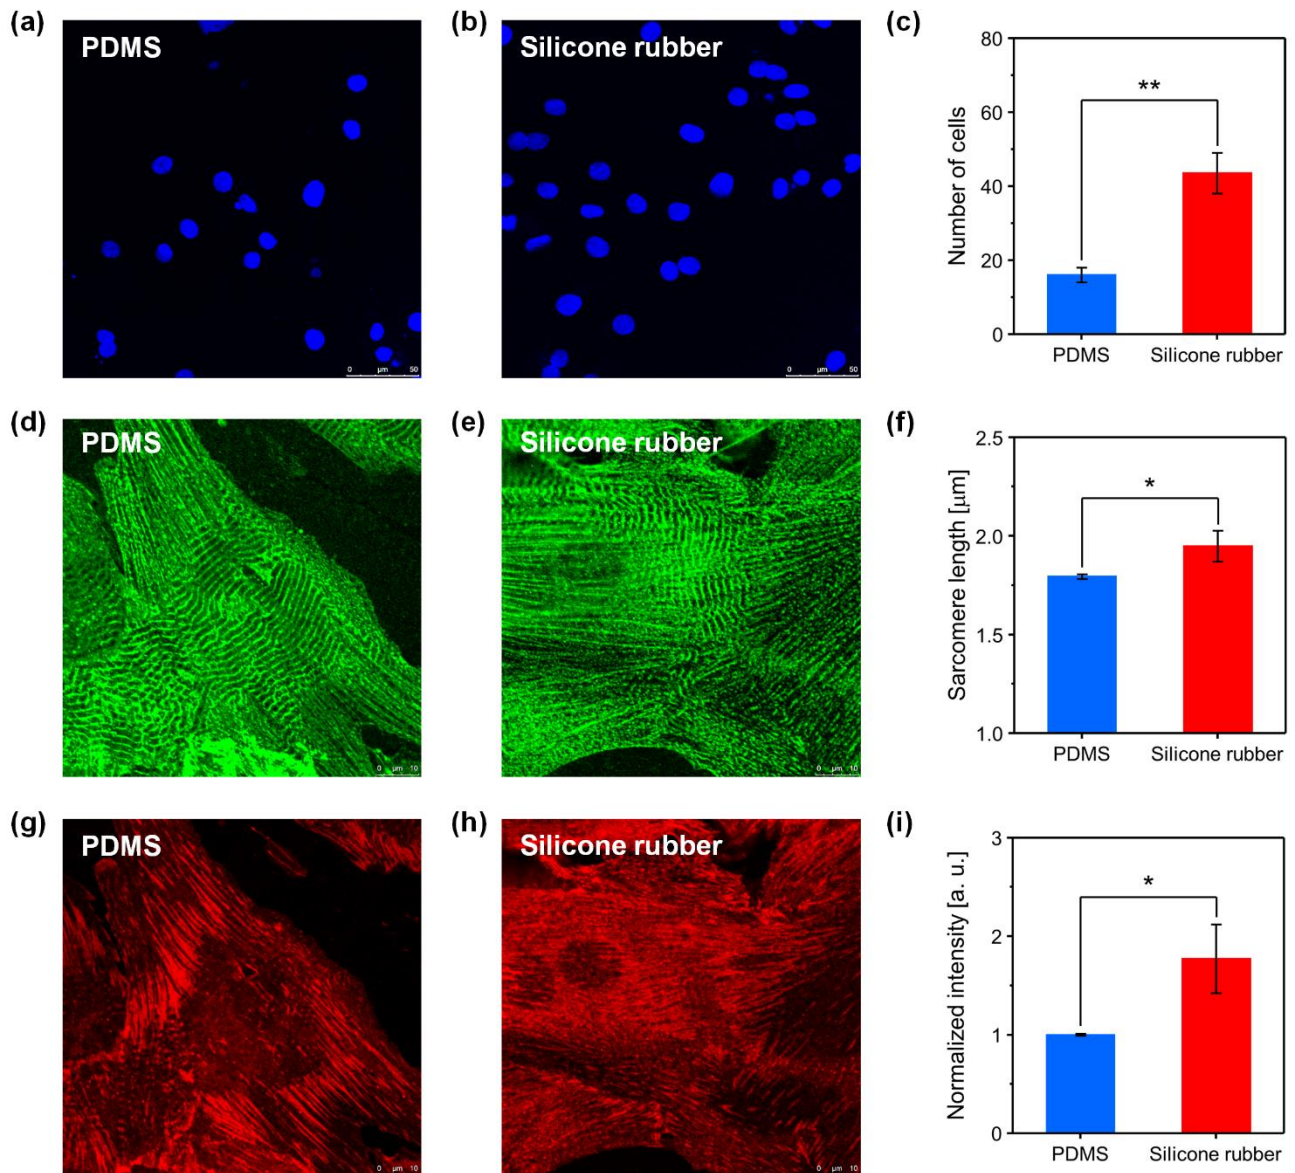 (a)
PDMS
0 µm 50
(b)
Silicone rubber
0 µm 50
(c)
80
60
40
20
0
Number of cells
**
PDMS Silicone rubber
(d)
PDMS
0 µm 10
(e)
Silicone rubber
0 µm 10
(f)
2.5
2.0
1.5
1.0
Sarcomere length [µm]
*
PDMS Silicone rubber
(g)
PDMS
0 µm 10
(h)
Silicone rubber
0 µm 10
(i)
3
2
1
0
Normalized intensity [a. u.]
*
PDMS Silicone rubber